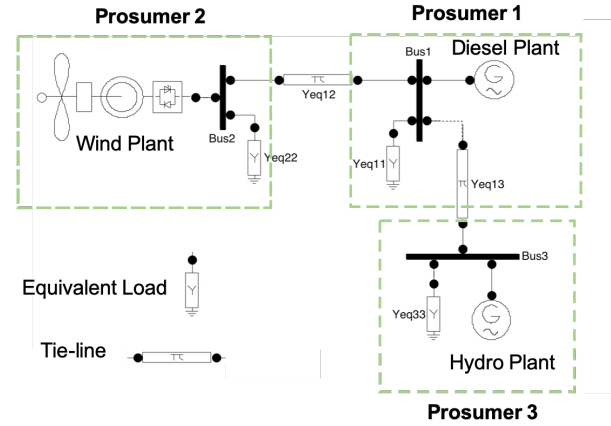 Prosumer 2
Prosumer 1
Bus1
Diesel Plant
G
π
Yeq12
Wind Plant
Bus2
Y
Yeq22
Yeq11
Y
π
Yeq13
Bus3
Equivalent Load
Y
Yeq33
Y
G
Tie-line
π
Hydro Plant
Prosumer 3